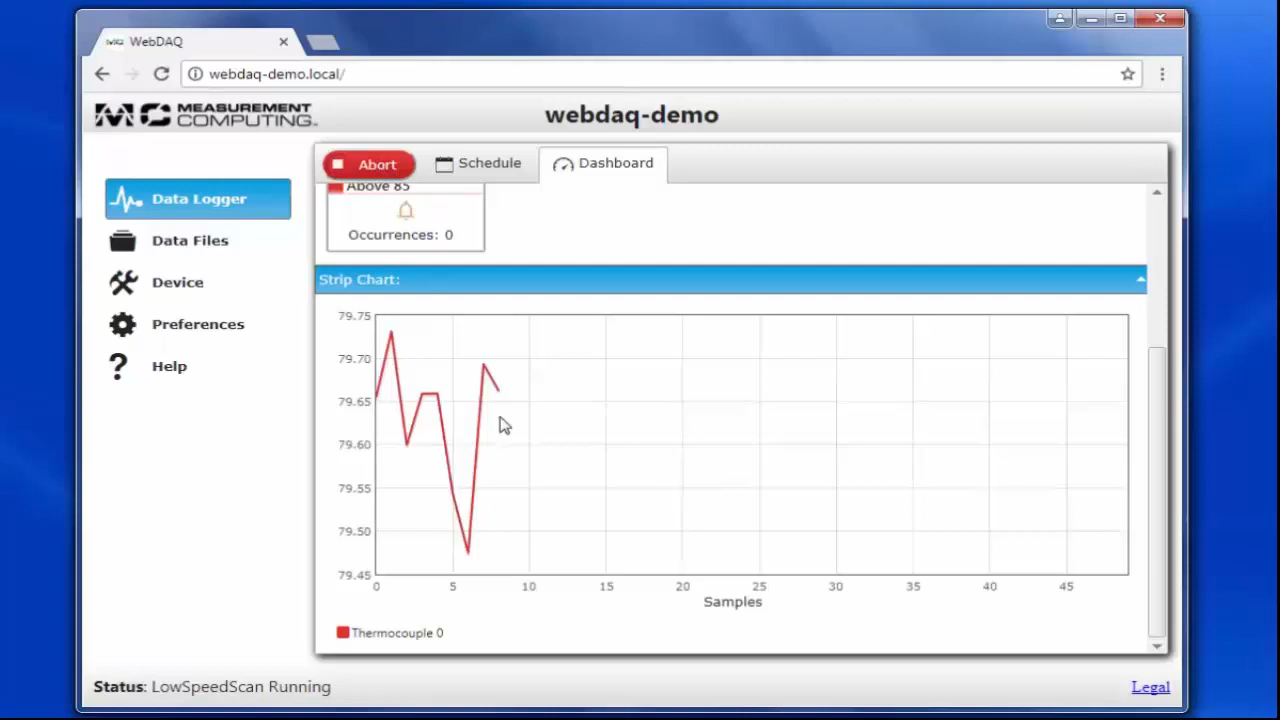 WebDAQ
webdaq-demo.local/
MEASUREMENT
COMPUTING
webdaq-demo
Abort
Schedule
Dashboard
Data Logger
Data Files
Device
Preferences
Help
Above 85
Occurrences: 0
Strip Chart:
79.75
79.70
79.65
79.60
79.55
79.50
79.45
0 5 10 15 20 25 30 35 40 45
Samples
Thermocouple 0
Status: LowSpeedScan Running
Legal